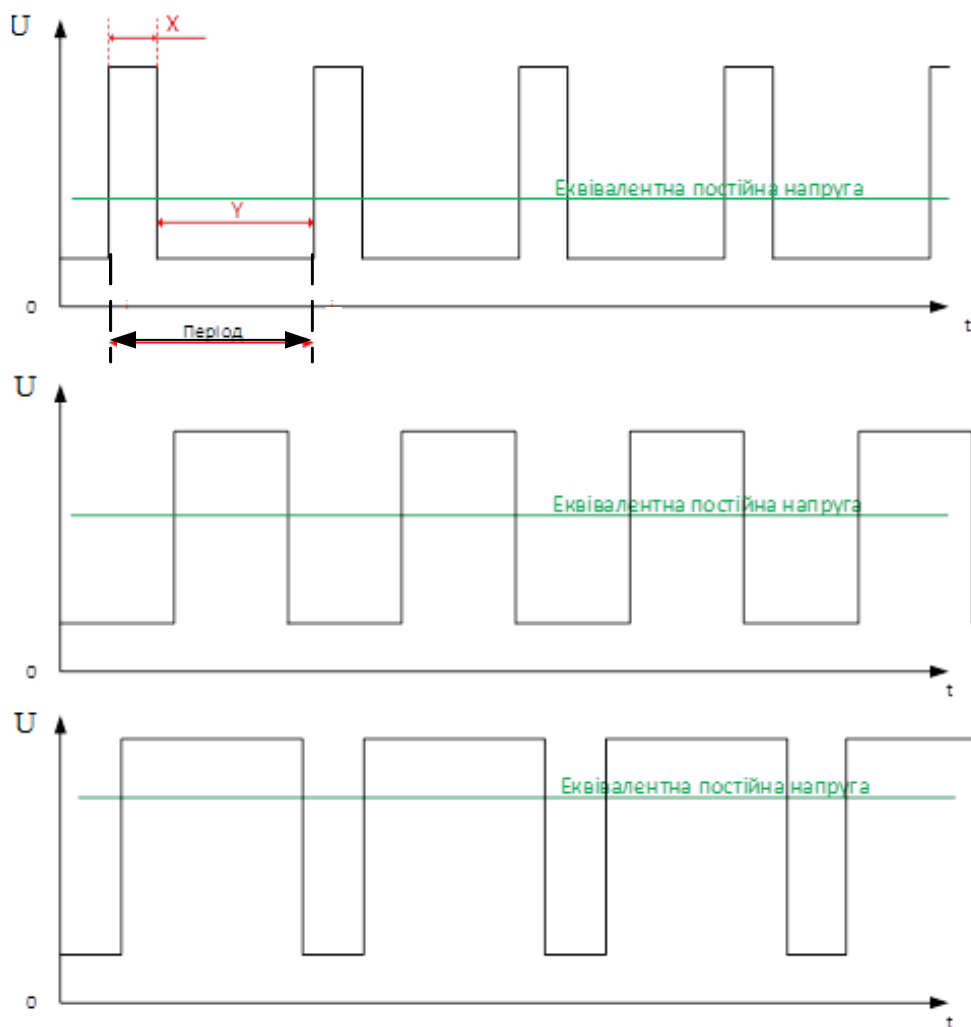 U
X
Еквівалентна постійна напруга
Y
0
t
Період
U
Еквівалентна постійна напруга
0
t
U
Еквівалентна постійна напруга
0
t